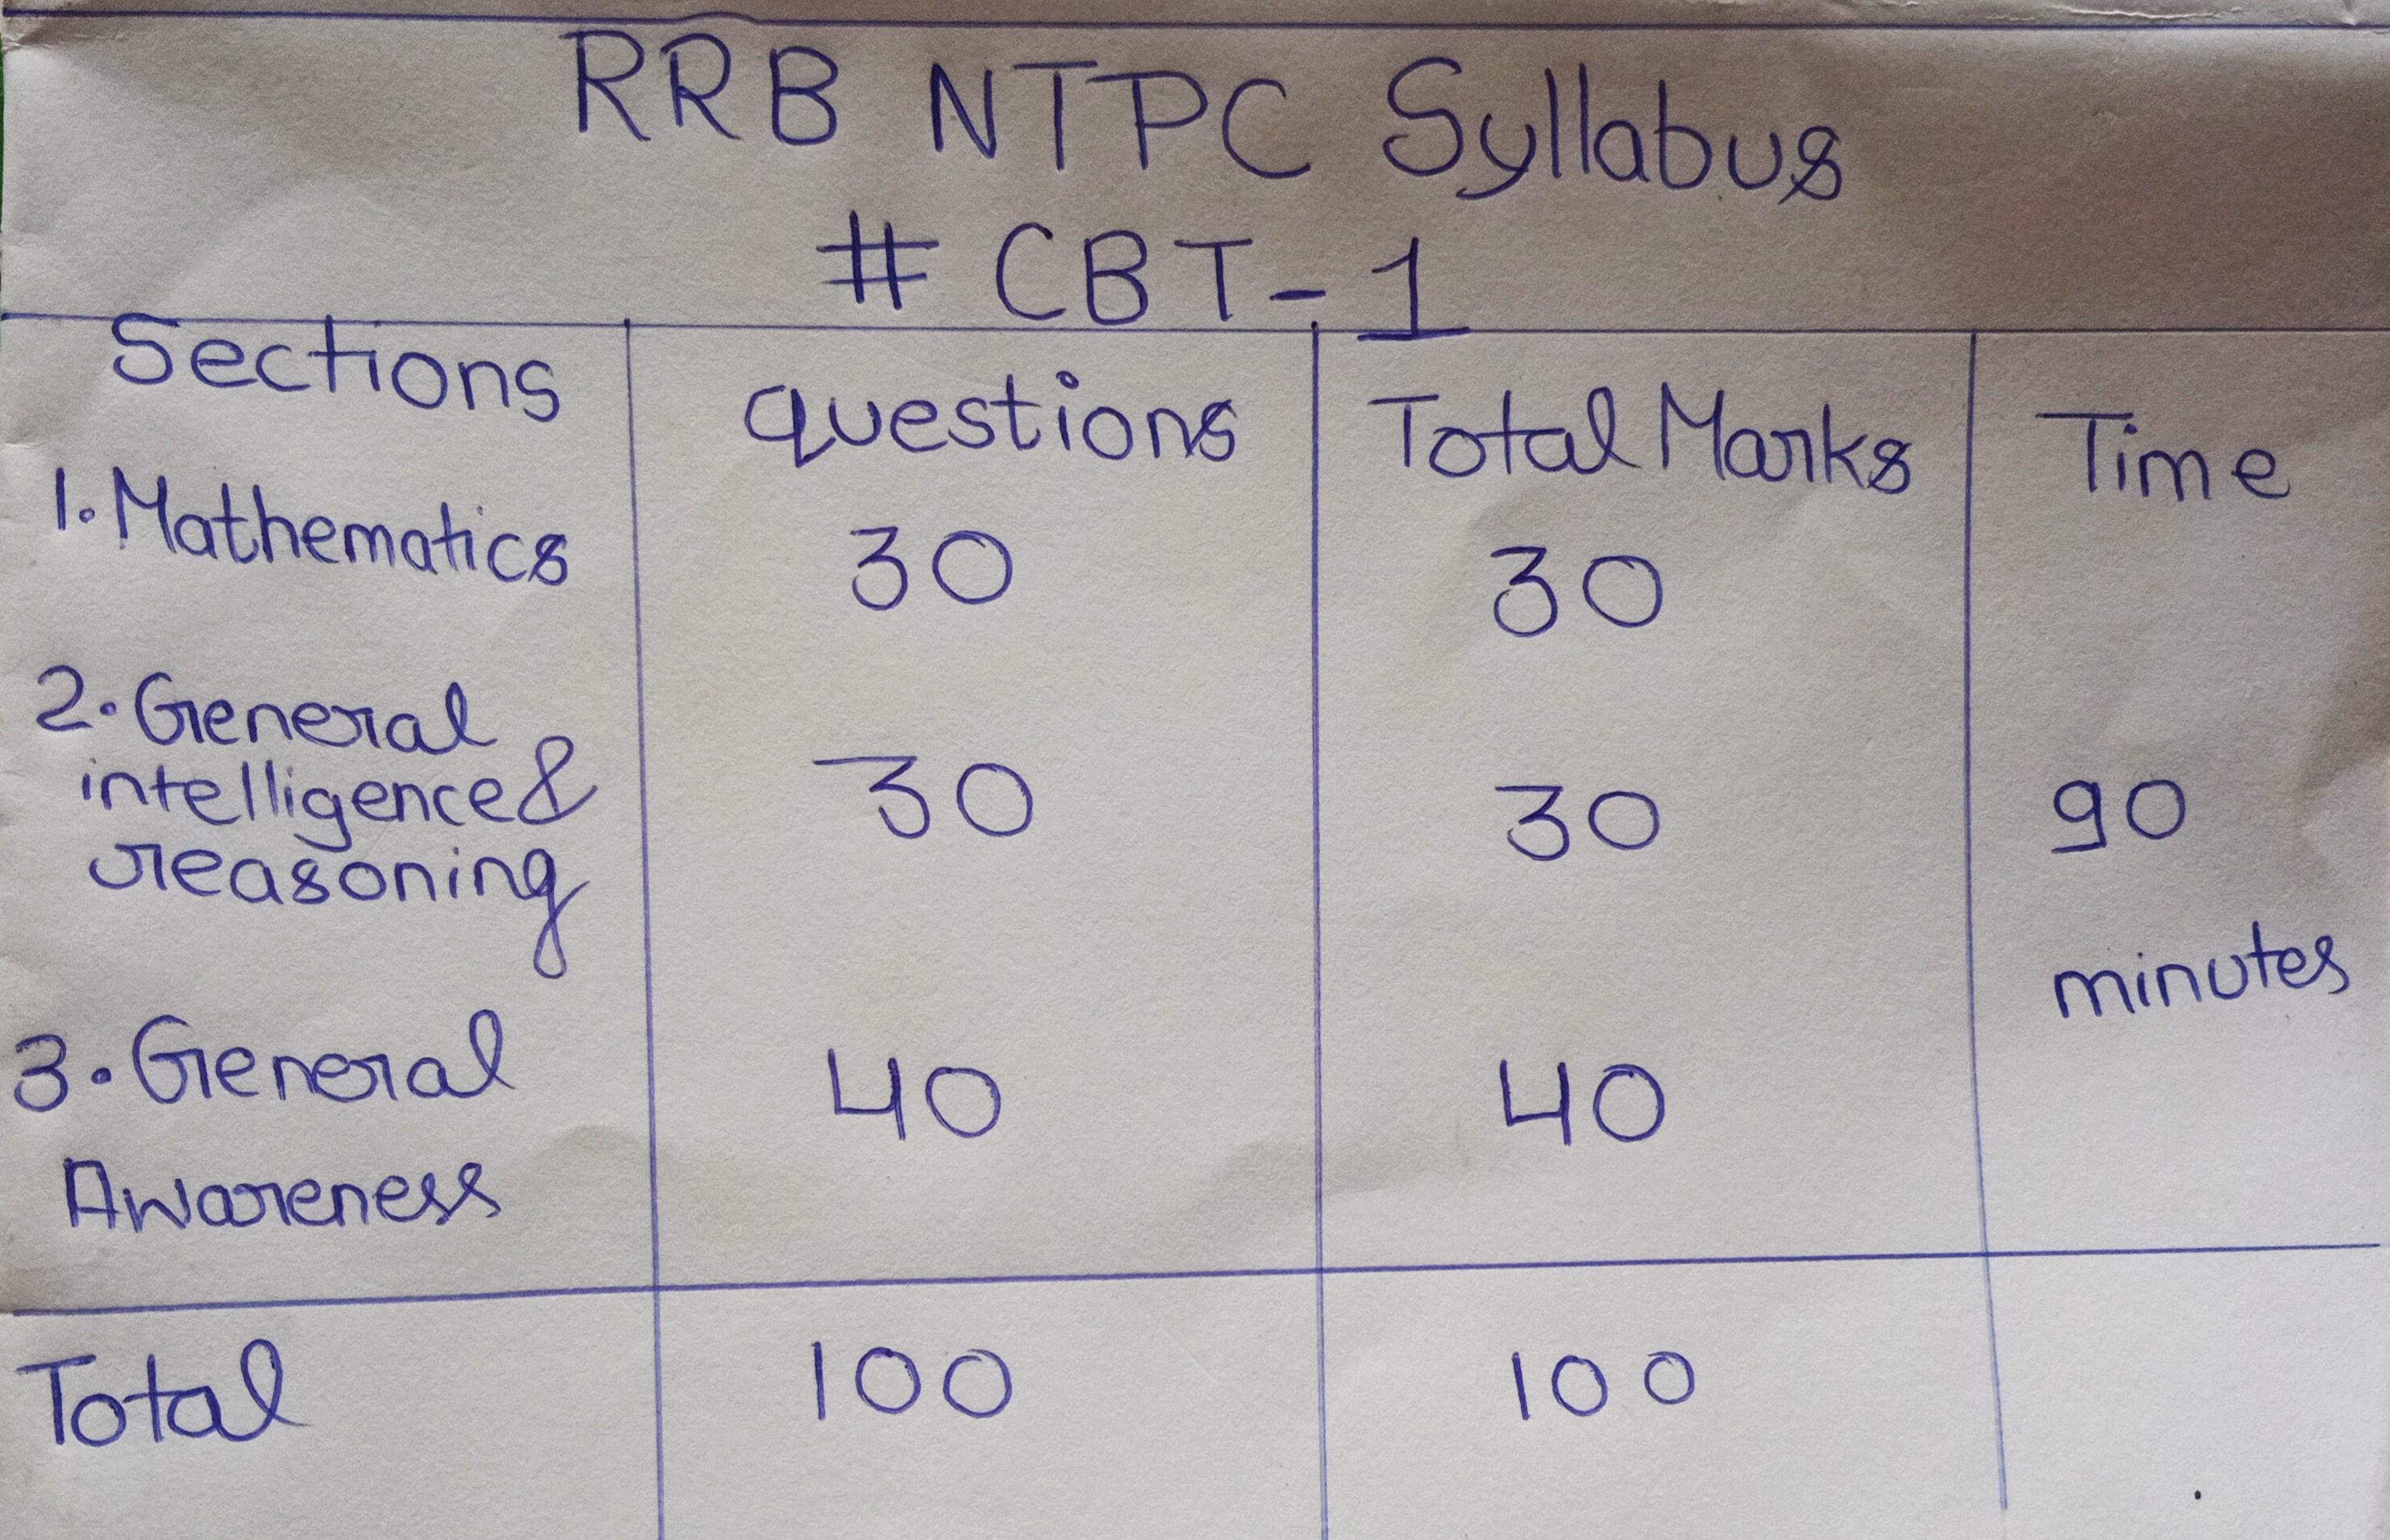 RRB NTPC Syllabus
# CBT-1
Sections questions Total Marks Time
1. Mathematics 30 30
2. General
intelligence &
reasoning 30 30 90
minutes
3. General 40 40
Awareness
Total 100 100